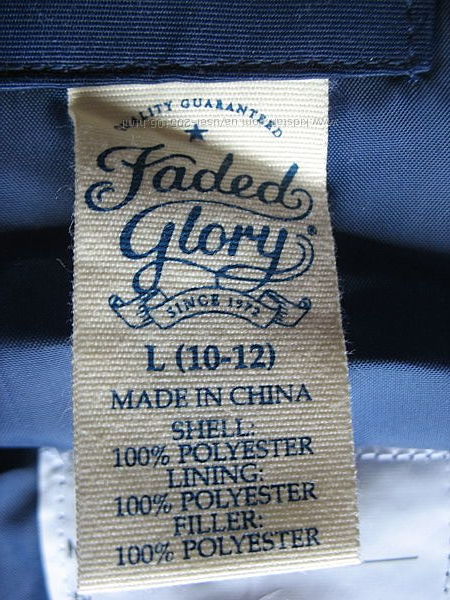 QUALITY GUARANTEED
Faded
Glory®
SINCE 1972
L (10-12)
MADE IN CHINA
SHELL:
100% POLYESTER
LINING:
100% POLYESTER
FILLER:
100% POLYESTER